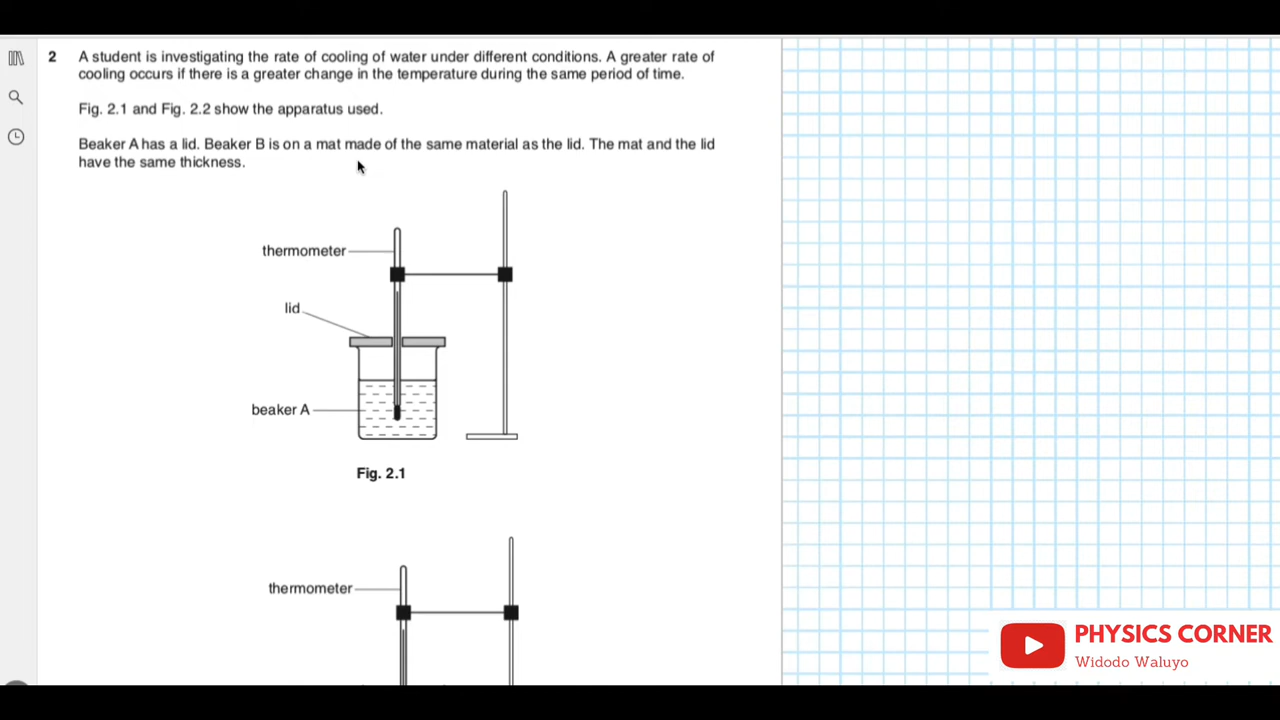 2 A student is investigating the rate of cooling of water under different conditions. A greater rate of
cooling occurs if there is a greater change in the temperature during the same period of time.
Fig. 2.1 and Fig. 2.2 show the apparatus used.
Beaker A has a lid. Beaker B is on a mat made of the same material as the lid. The mat and the lid
have the same thickness.
thermometer
lid
beaker A
Fig. 2.1
thermometer
PHYSICS CORNER
Widodo Waluyo